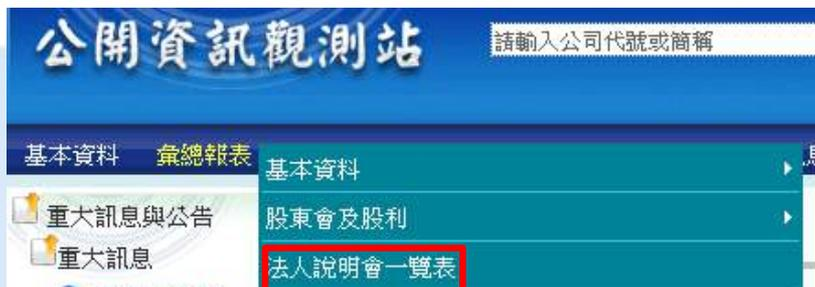 公開資訊觀測站
請輸入公司代號或簡稱
基本資料 彙總報表
基本資料
股東會及股利
法人說明會一覽表
重大訊息與公告
重大訊息